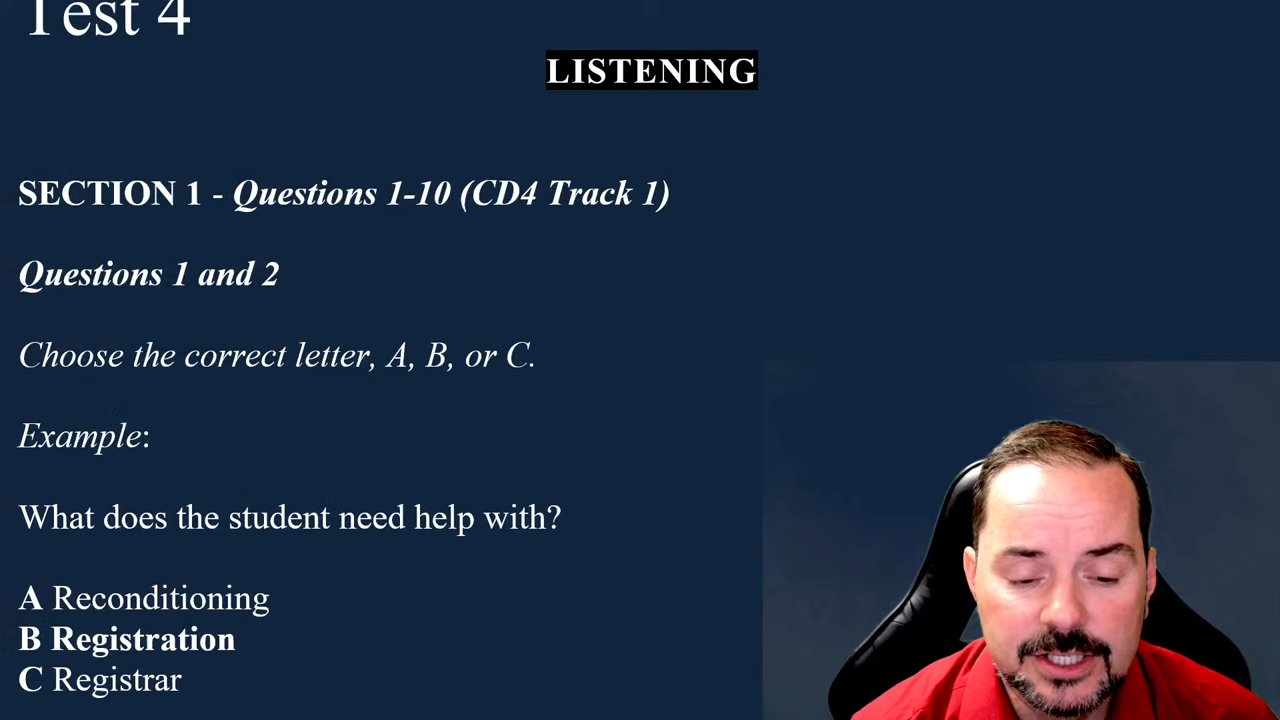 Test 4
LISTENING
SECTION 1 - Questions 1-10 (CD4 Track 1)
Questions 1 and 2
Choose the correct letter, A, B, or C.
Example:
What does the student need help with?
A Reconditioning
B Registration
C Registrar